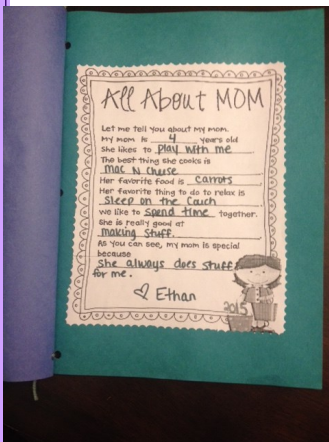 All About MOM
Let me tell you about my mom.
My mom is 4 years old
She likes to play with me
The best thing she cooks is
Mac N Cheese.
Her favorite food is carrots.
Her favorite thing to do to relax is
Sleep on the Couch
we like to spend time together.
She is really good at
making stuff.
As you can see, my mom is special
because
She always does stuff
for me.
♡ Ethan
2015